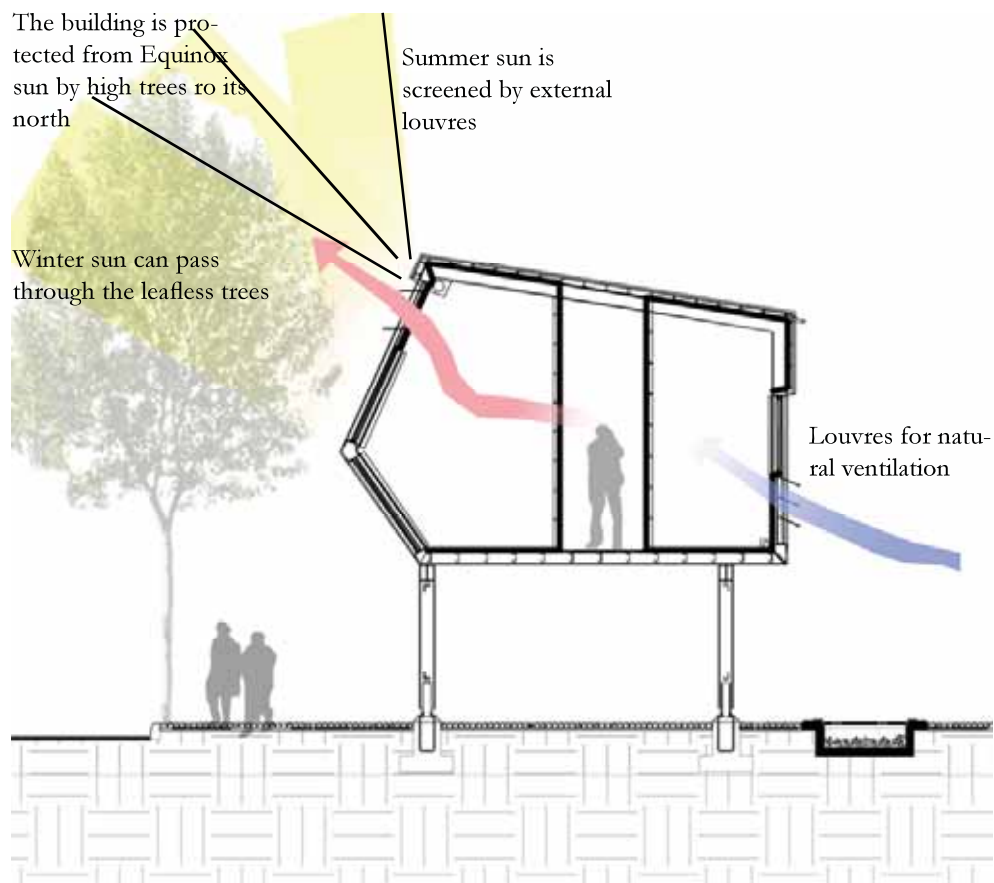 The building is pro-
tected from Equinox
sun by high trees ro its
north
Summer sun is
screened by external
louvres
Winter sun can pass
through the leafless trees
Louvres for natu-
ral ventilation